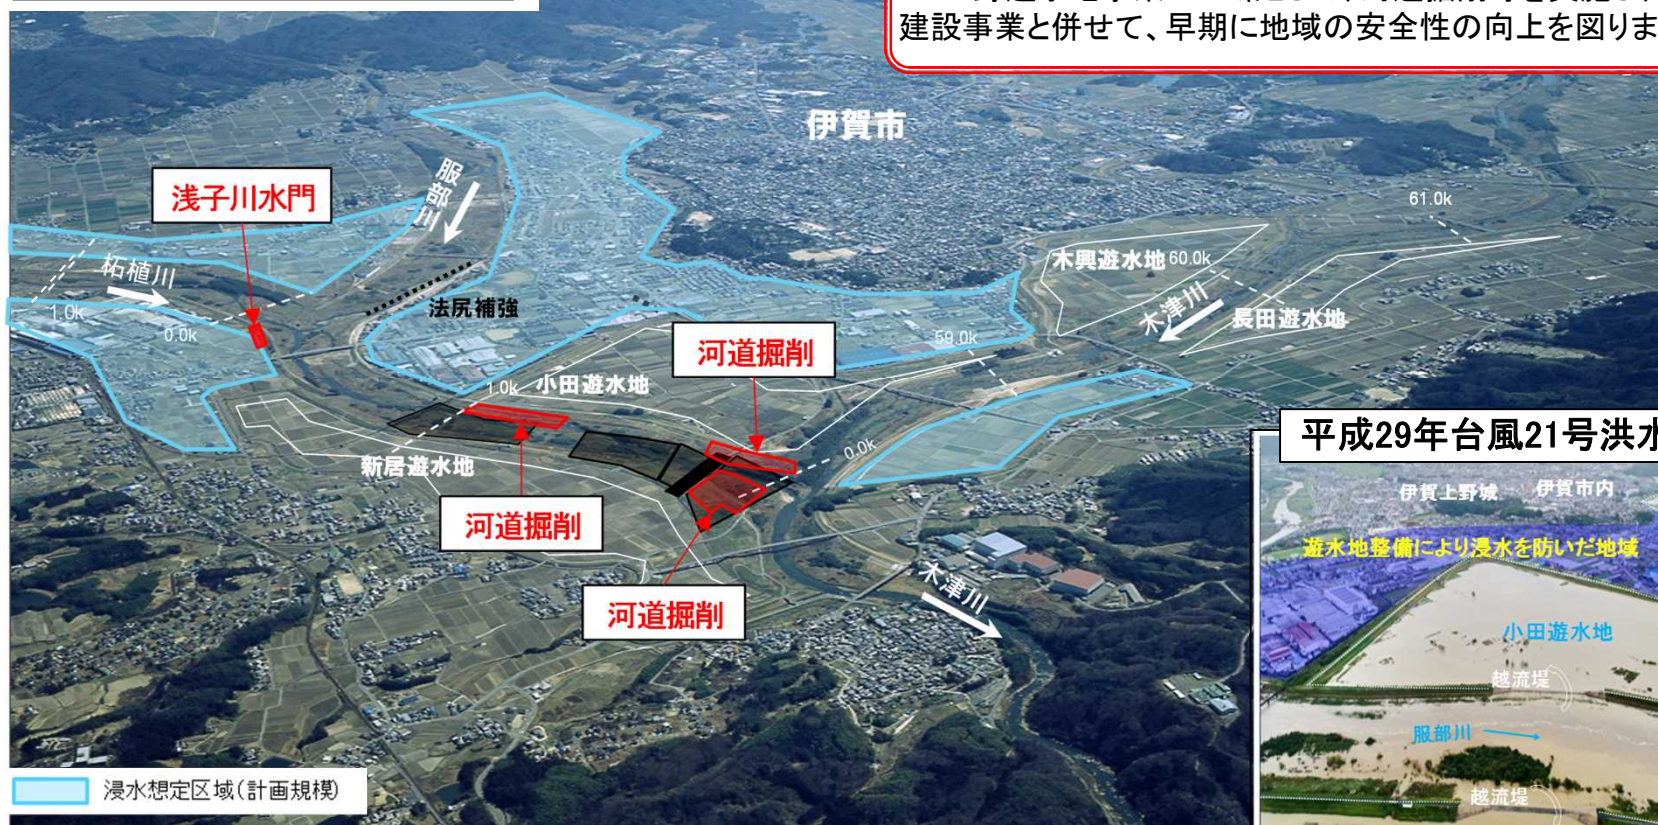 建設事業と併せて、早期に地域の安全性の向上を図りま
伊賀市
服部川
浅子川水門
61.0k
木興遊水地 60.0k
柘植川
木津川
長田遊水地
法尻補強
1.0k
0.0k
59.0k
河道掘削
1.0k
小田遊水地
0.0k
新居遊水地
河道掘削
河道掘削
木津川
浸水想定区域(計画規模)
平成29年台風21号洪水
伊賀上野城
伊賀市内
遊水地整備により浸水を防いだ地域
小田遊水地
越流堤
服部川
越流堤